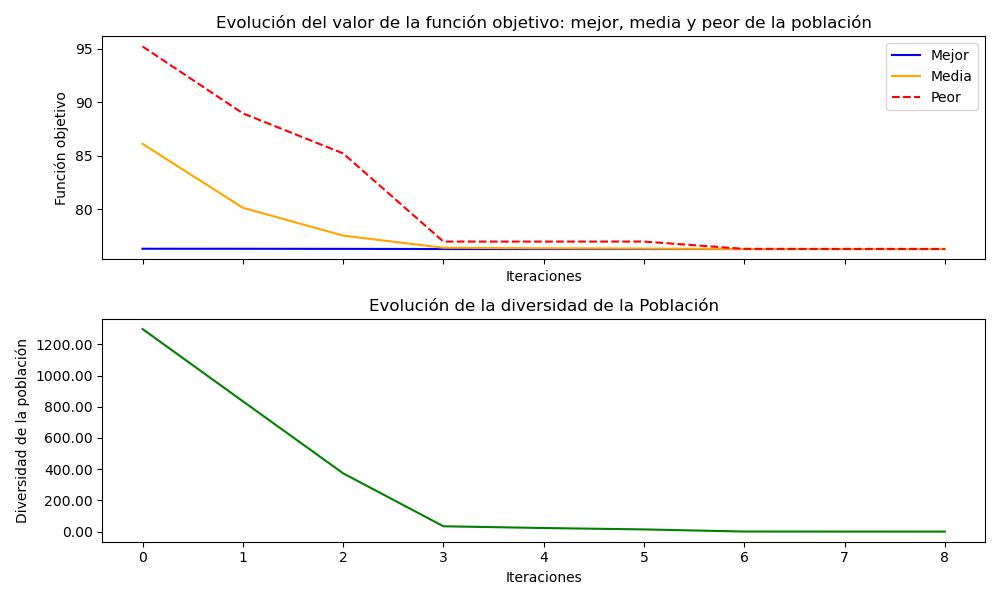 Evolución del valor de la función objetivo: mejor, media y peor de la población
Función objetivo
95
90
85
80
Mejor
Media
Peor
Iteraciones
Evolución de la diversidad de la Población
Diversidad de la población
1200.00
1000.00
800.00
600.00
400.00
200.00
0.00
0 1 2 3 4 5 6 7 8
Iteraciones